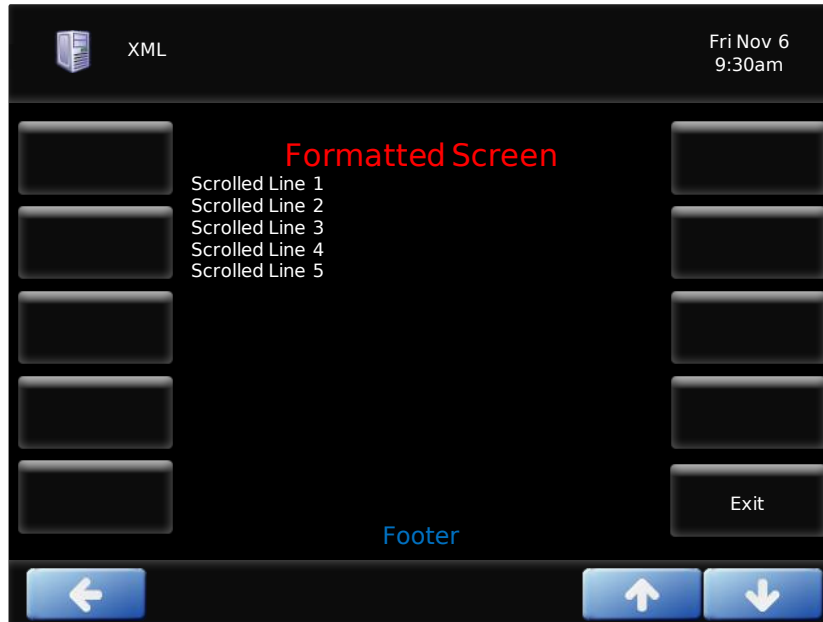 XML
Fri Nov 6
9:30am
Formatted Screen
Scrolled Line 1
Scrolled Line 2
Scrolled Line 3
Scrolled Line 4
Scrolled Line 5
Exit
Footer